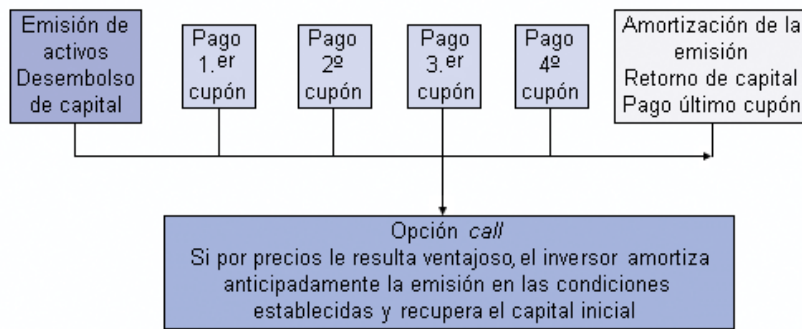 Emisión de
activos
Desembolso
de capital
Pago
1.er
cupón
Pago
2º
cupón
Pago
3.er
cupón
Pago
4º
cupón
Amortización de la
emisión
Retorno de capital
Pago último cupón
Opción call
Si por precios le resulta ventajoso, el inversor amortiza
anticipadamente la emisión en las condiciones
establecidas y recupera el capital inicial